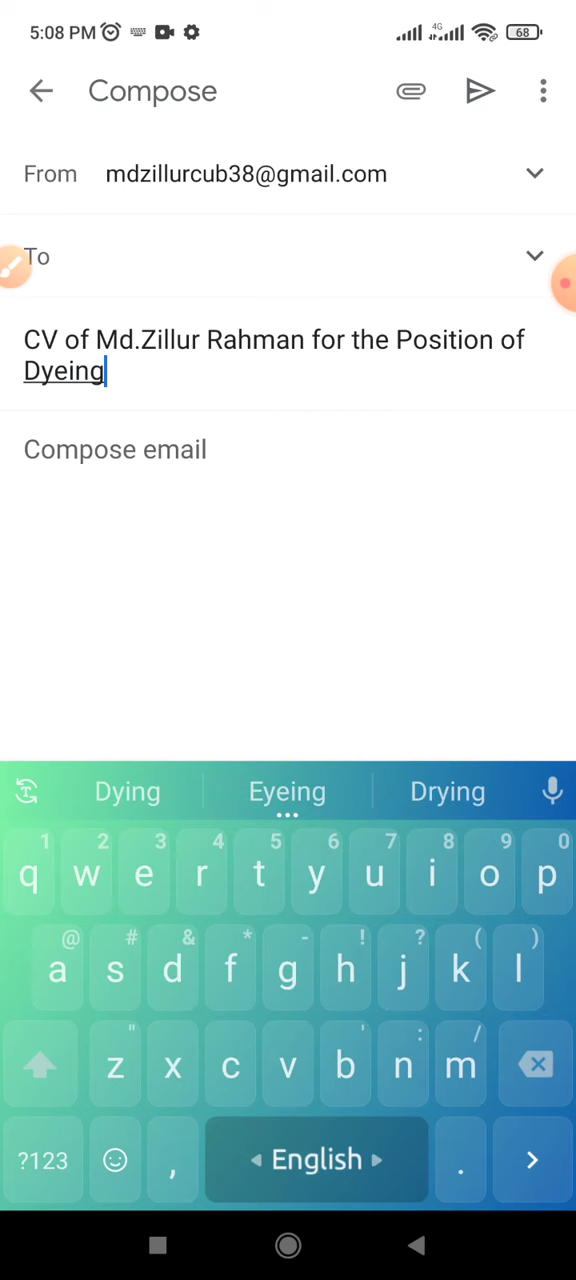 5:08 PM 4G 68
Compose
From mdzillurcub38@gmail.com
To
CV of Md.Zillur Rahman for the Position of
Dyeing
Compose email
Dying Eyeing Drying
1 2 3 4 5 6 7 8 9 0
q w e r t y u i o p
@ # & * - ! ? ( )
a s d f g h j k l
" ' : /
z x c v b n m
?123 , English .